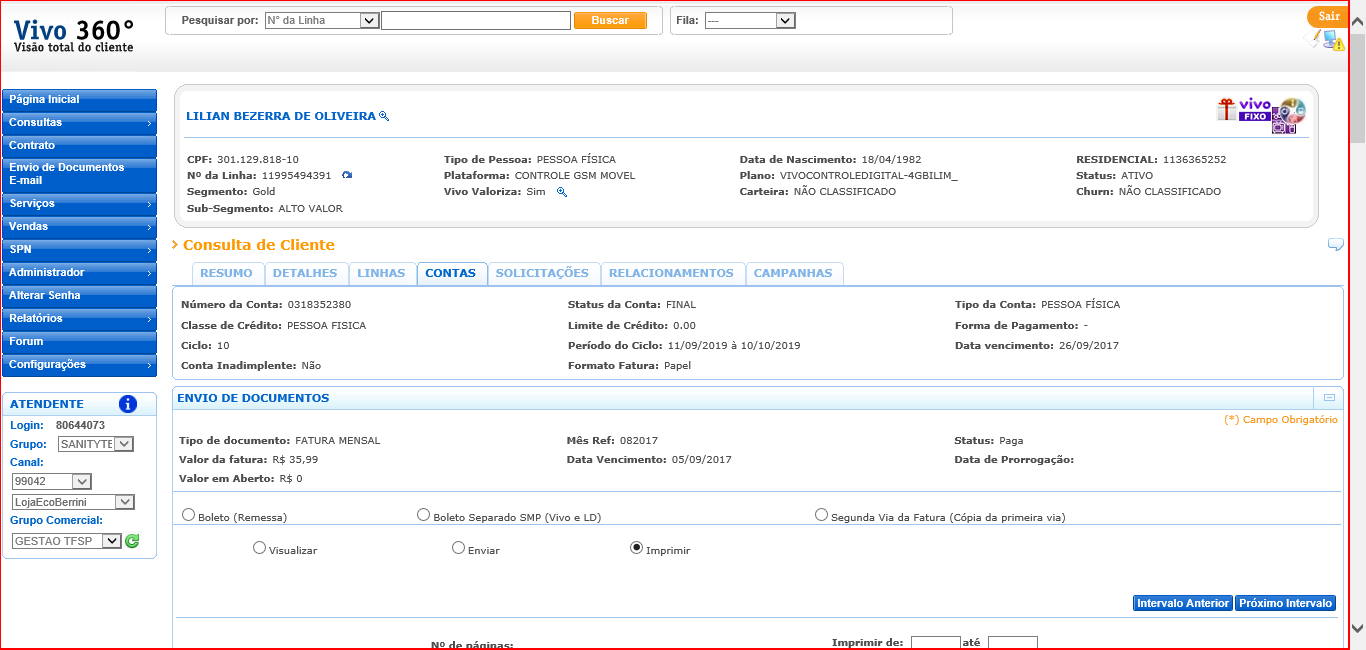 Vivo 360°
Visão total do cliente
Pesquisar por: N° da Linha Buscar Fila: ---
Sair
Página Inicial
Consultas
Contrato
Envio de Documentos
E-mail
Serviços
Vendas
SPN
Administrador
Alterar Senha
Relatórios
Forum
Configurações
ATENDENTE
Login: 80644073
Grupo: SANITYTE
Canal:
99042
LojaEcoBerrini
Grupo Comercial:
GESTAO TFSP
LILIAN BEZERRA DE OLIVEIRA
vivo
FIXO
CPF: 301.129.818-10 Tipo de Pessoa: PESSOA FÍSICA Data de Nascimento: 18/04/1982 RESIDENCIAL: 1136365252
Nº da Linha: 11995494391 Plataforma: CONTROLE GSM MOVEL Plano: VIVOCONTROLEDIGITAL-4GBILIM_ Status: ATIVO
Segmento: Gold Vivo Valoriza: Sim Carteira: NÃO CLASSIFICADO Churn: NÃO CLASSIFICADO
Sub-Segmento: ALTO VALOR
Consulta de Cliente
RESUMO DETALHES LINHAS CONTAS SOLICITAÇÕES RELACIONAMENTOS CAMPANHAS
Número da Conta: 0318352380 Status da Conta: FINAL Tipo da Conta: PESSOA FÍSICA
Classe de Crédito: PESSOA FISICA Limite de Crédito: 0.00 Forma de Pagamento: -
Ciclo: 10 Período do Ciclo: 11/09/2019 à 10/10/2019 Data vencimento: 26/09/2017
Conta Inadimplente: Não Formato Fatura: Papel
ENVIO DE DOCUMENTOS
(*) Campo Obrigatório
Tipo de documento: FATURA MENSAL Mês Ref: 082017 Status: Paga
Valor da fatura: R$ 35,99 Data Vencimento: 05/09/2017 Data de Prorrogação:
Valor em Aberto: R$ 0
Boleto (Remessa) Boleto Separado SMP (Vivo e LD) Segunda Via da Fatura (Cópia da primeira via)
Visualizar Enviar Imprimir
Intervalo Anterior Próximo Intervalo
Nº de páginas: Imprimir de: até